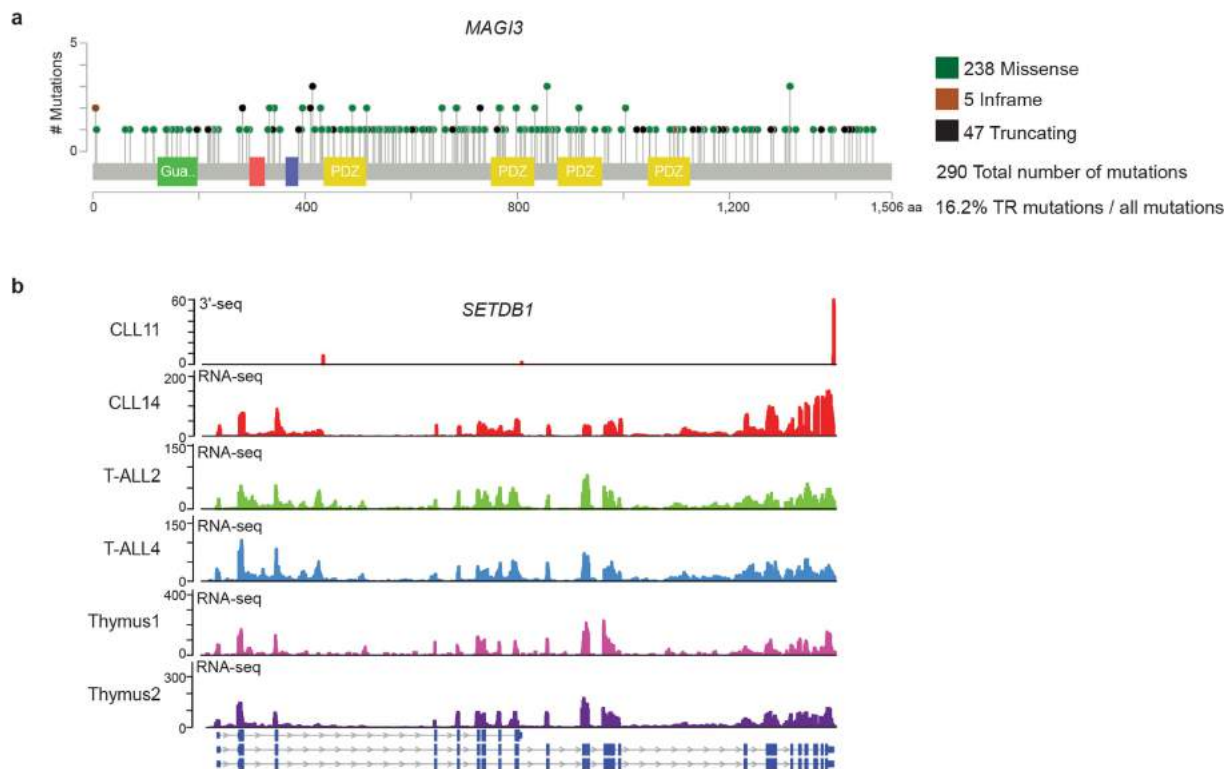 a
MAGI3
5
# Mutations
0
Gua..
PDZ
PDZ
PDZ
PDZ
0
400
800
1,200
1,506 aa
238 Missense
5 Inframe
47 Truncating
290 Total number of mutations
16.2% TR mutations / all mutations
b
SETDB1
CLL11
60
0
3'-seq
CLL14
200
0
RNA-seq
T-ALL2
150
0
RNA-seq
T-ALL4
150
0
RNA-seq
Thymus1
400
0
RNA-seq
Thymus2
300
0
RNA-seq